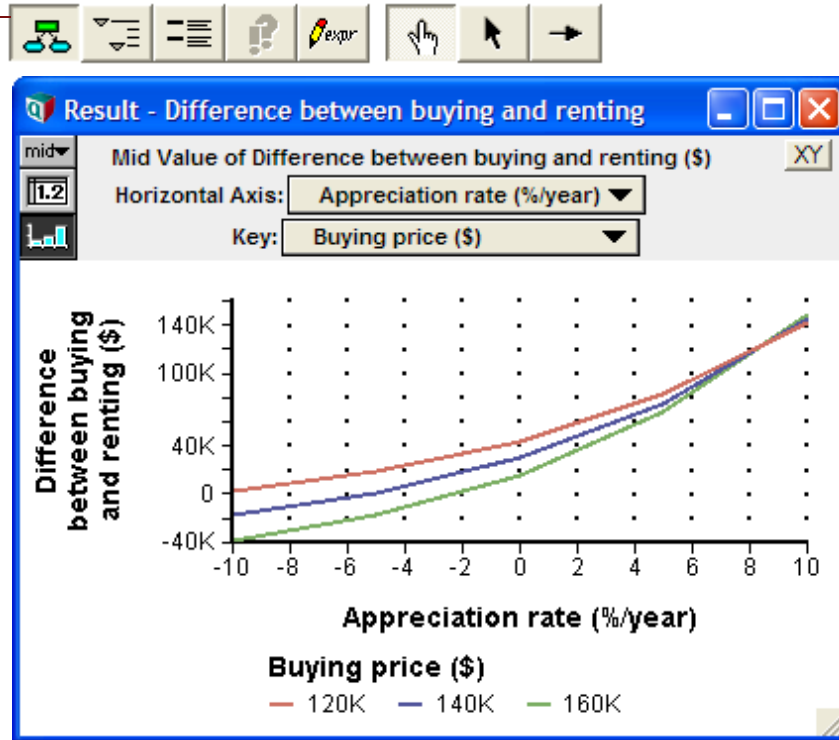 expr
Result - Difference between buying and renting
mid
Mid Value of Difference between buying and renting ($)
XY
1.2
Horizontal Axis: Appreciation rate (%/year)
Key: Buying price ($)
Difference
between buying
and renting ($)
140K
100K
40K
0
-40K
-10 -8 -6 -4 -2 0 2 4 6 8 10
Appreciation rate (%/year)
Buying price ($)
120K 140K 160K